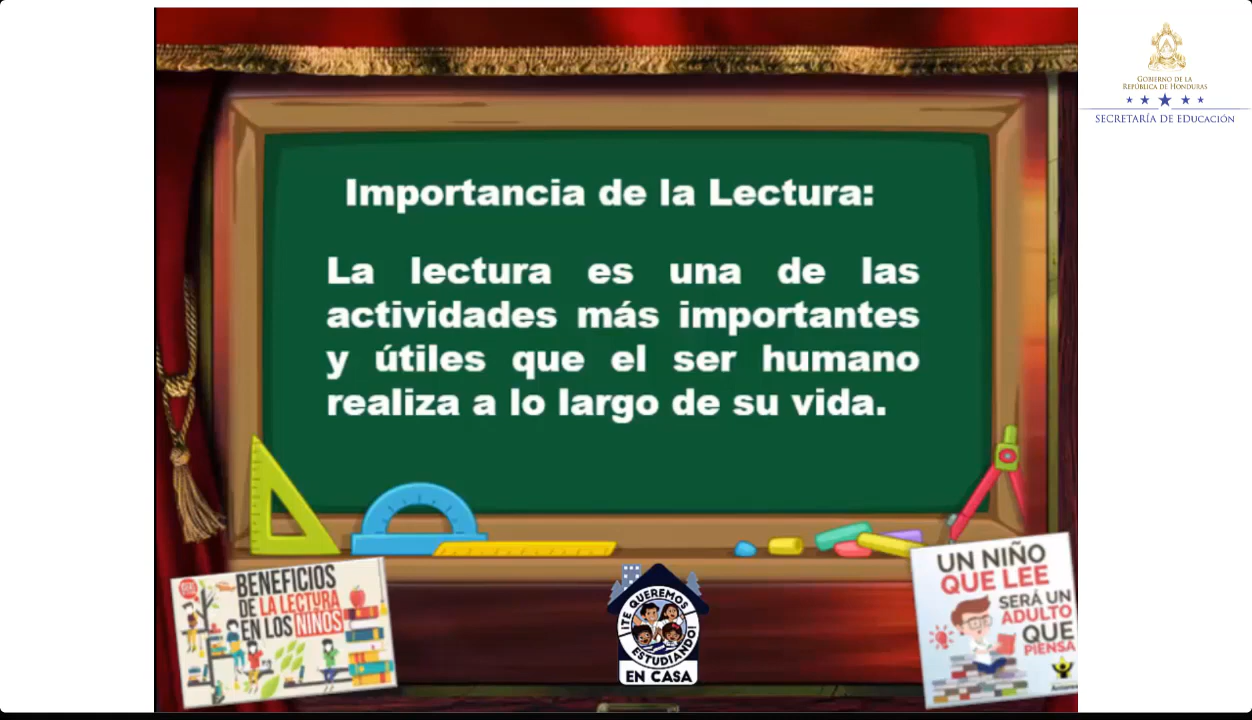 GOBIERNO DE LA
REPÚBLICA DE HONDURAS
SECRETARÍA DE EDUCACIÓN
Importancia de la Lectura:
La lectura es una de las
actividades más importantes
y útiles que el ser humano
realiza a lo largo de su vida.
BENEFICIOS
DE LA LECTURA
EN LOS NIÑOS
¡TE QUEREMOS
ESTUDIANDO!
EN CASA
UN NIÑO
QUE LEE
SERÁ UN
ADULTO
QUE
PIENSA